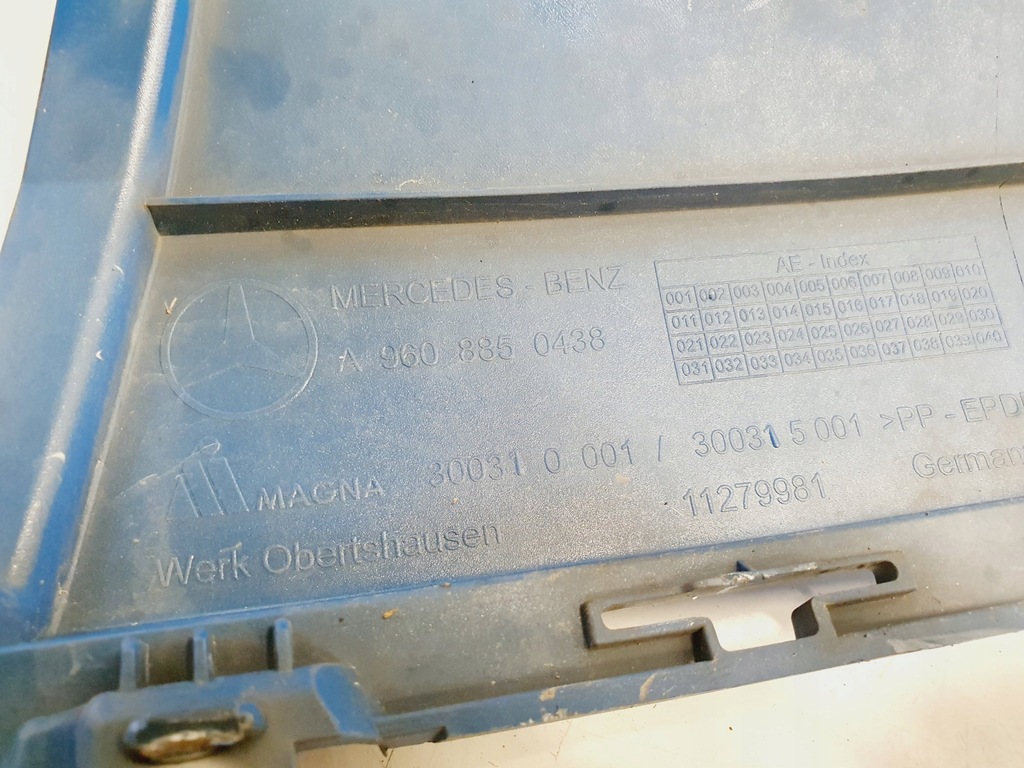 MERCEDES - BENZ
A 960 885 0438
AE - Index
001 002 003 004 005 006 007 008 009 010
011 012 013 014 015 016 017 018 019 020
021 022 023 024 025 026 027 028 029 030
031 032 033 034 035 036 037 038 039 040
MAGNA
30031 0 001 / 30031 5 001 >PP - EPD
Werk Obertshausen
11279981
German